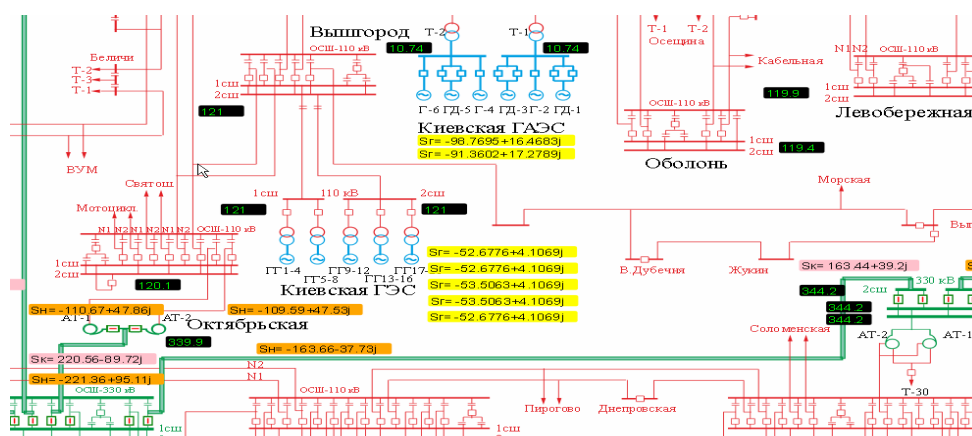 Вышгород
ОСШ-110 кВ
1сш
2сш
121
Беличи
Т-2
Т-3
Т-1
ВУМ
Святош
Мотоцикл
N1 N2 N1 N2 N1 N2
ОСШ-110 кВ
1сш
2сш
120.1
10.74
Т-2
Т-1
10.74
Г-6 ГД-5 Г-4 ГД-3 Г-2 ГД-1
Киевская ГАЭС
Sг= -98.7695+16.4683j
Sг= -91.3602+17.2789j
1сш
110 кВ
2сш
121
121
ГГ1-4
ГГ5-8
ГГ9-12
ГГ13-16
ГГ17-
Киевская ГЭС
Sг= -52.6776+4.1069j
Sг= -52.6776+4.1069j
Sг= -53.5063+4.1069j
Sг= -53.5063+4.1069j
Sг= -52.6776+4.1069j
Т-1
Т-2
Осещина
Кабельная
ОСШ-110 кВ
1сш
2сш
119.4
Оболонь
119.9
N1N2
ОСШ-110 кВ
1сш
2сш
Левобережная
Морская
В.Дубечня
Жукин
Sн= -110.67+47.86j
Sн= -109.59+47.53j
АТ-1
АТ-2
Октябрьская
339.9
Sк= 220.56-89.72j
Sн= -163.66-37.73j
Sн= -221.36+95.11j
ОСШ-330 кВ
1сш
2сш
N2
N1
ОСШ-110 кВ
1сш
2сш
Пирогово
Днепровская
Соломенская
Sк= 163.44+39.2j
344.2
344.2
344.2
2сш
330 кВ
АТ-2
АТ-1
Т-30
ОСШ-110 кВ